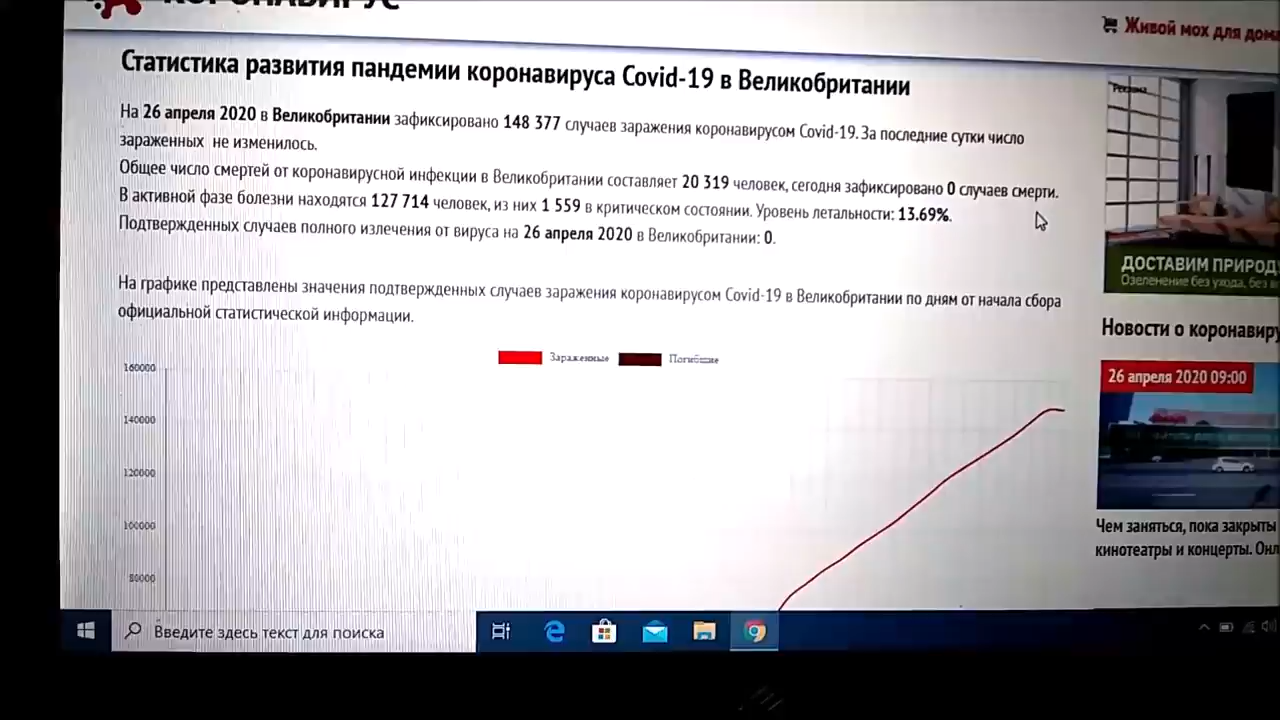 КОРОНАВИРУС
Живой мох для дома
Статистика развития пандемии коронавируса Covid-19 в Великобритании
На 26 апреля 2020 в Великобритании зафиксировано 148 377 случаев заражения коронавирусом Covid-19. За последние сутки число
зараженных не изменилось.
Общее число смертей от коронавирусной инфекции в Великобритании составляет 20 319 человек, сегодня зафиксировано 0 случаев смерти.
В активной фазе болезни находятся 127 714 человек, из них 1 559 в критическом состоянии. Уровень летальности: 13.69%.
Подтвержденных случаев полного излечения от вируса на 26 апреля 2020 в Великобритании: 0.
На графике представлены значения подтвержденных случаев заражения коронавирусом Covid-19 в Великобритании по дням от начала сбора
официальной статистической информации.
Зараженные Погибшие
160000
140000
120000
100000
80000
Реклама
ДОСТАВИМ ПРИРОД
Озеленение без ухода, без
Новости о коронавиру
26 апреля 2020 09:00
Чем заняться, пока закрыты
кинотеатры и концерты. Онл
Введите здесь текст для поиска